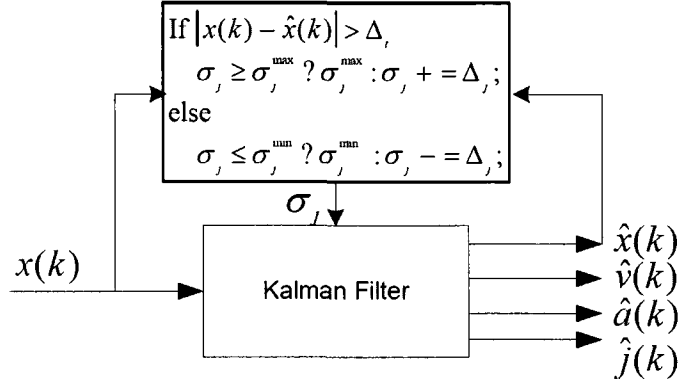 If |x(k) − x̂(k)| > Δ_t
σ_J ≥ σ_J^max ? σ_J^max : σ_J + = Δ_J ;
else
σ_J ≤ σ_J^min ? σ_J^min : σ_J − = Δ_J ;
σ_J
x(k)
Kalman Filter
x̂(k)
v̂(k)
â(k)
ĵ(k)